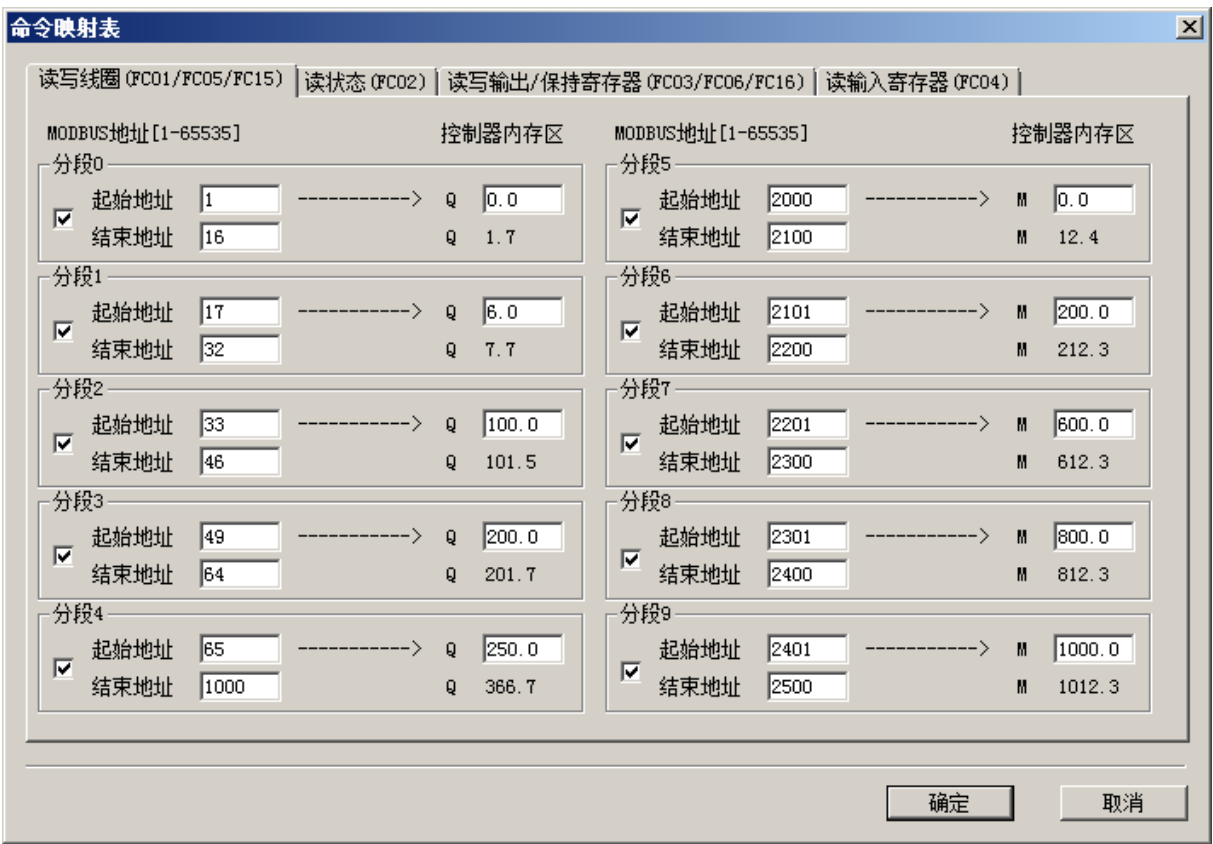 命令映射表
读写线圈(FC01/FC05/FC15) 读状态(FC02) 读写输出/保持寄存器(FC03/FC06/FC16) 读输入寄存器(FC04)
MODBUS地址[1-65535] 控制器内存区 MODBUS地址[1-65535] 控制器内存区
分段0
起始地址 1 -----------> Q 0.0
结束地址 16 Q 1.7
分段1
起始地址 17 -----------> Q 6.0
结束地址 32 Q 7.7
分段2
起始地址 33 -----------> Q 100.0
结束地址 46 Q 101.5
分段3
起始地址 49 -----------> Q 200.0
结束地址 64 Q 201.7
分段4
起始地址 65 -----------> Q 250.0
结束地址 1000 Q 366.7
分段5
起始地址 2000 -----------> M 0.0
结束地址 2100 M 12.4
分段6
起始地址 2101 -----------> M 200.0
结束地址 2200 M 212.3
分段7
起始地址 2201 -----------> M 600.0
结束地址 2300 M 612.3
分段8
起始地址 2301 -----------> M 800.0
结束地址 2400 M 812.3
分段9
起始地址 2401 -----------> M 1000.0
结束地址 2500 M 1012.3
确定 取消